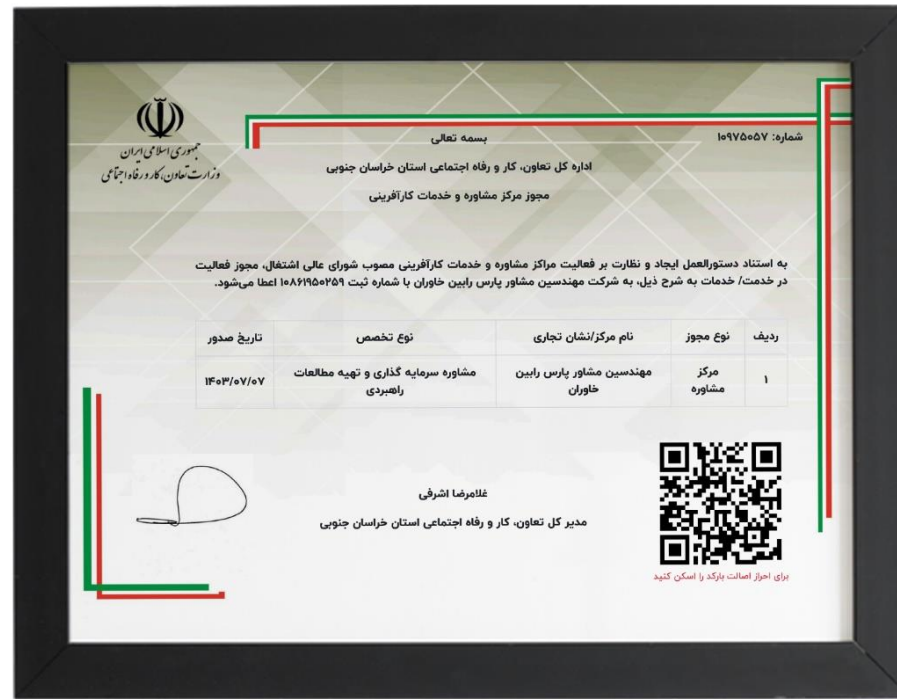 بسمه تعالی
شماره: ۱۰۹۷۵۰۵۷
جمهوری اسلامی ایران
وزارت تعاون، کار و رفاه اجتماعی
اداره کل تعاون، کار و رفاه اجتماعی استان خراسان جنوبی
مجوز مرکز مشاوره و خدمات کارآفرینی
به استناد دستورالعمل ایجاد و نظارت بر فعالیت مراکز مشاوره و خدمات کارآفرینی مصوب شورای عالی اشتغال، مجوز فعالیت
در خدمت/ خدمات به شرح ذیل، به شرکت مهندسین مشاور پارس رابین خاوران با شماره ثبت ۱۰۸۶۱۹۵۰۲۵۹ اعطا می‌شود.
ردیف نوع مجوز نام مرکز/نشان تجاری نوع تخصص تاریخ صدور
۱ مرکز مشاوره مهندسین مشاور پارس رابین خاوران مشاوره سرمایه گذاری و تهیه مطالعات راهبردی ۱۴۰۳/۰۷/۰۷
غلامرضا اشرفی
مدیر کل تعاون، کار و رفاه اجتماعی استان خراسان جنوبی
برای احراز اصالت بارکد را اسکن کنید